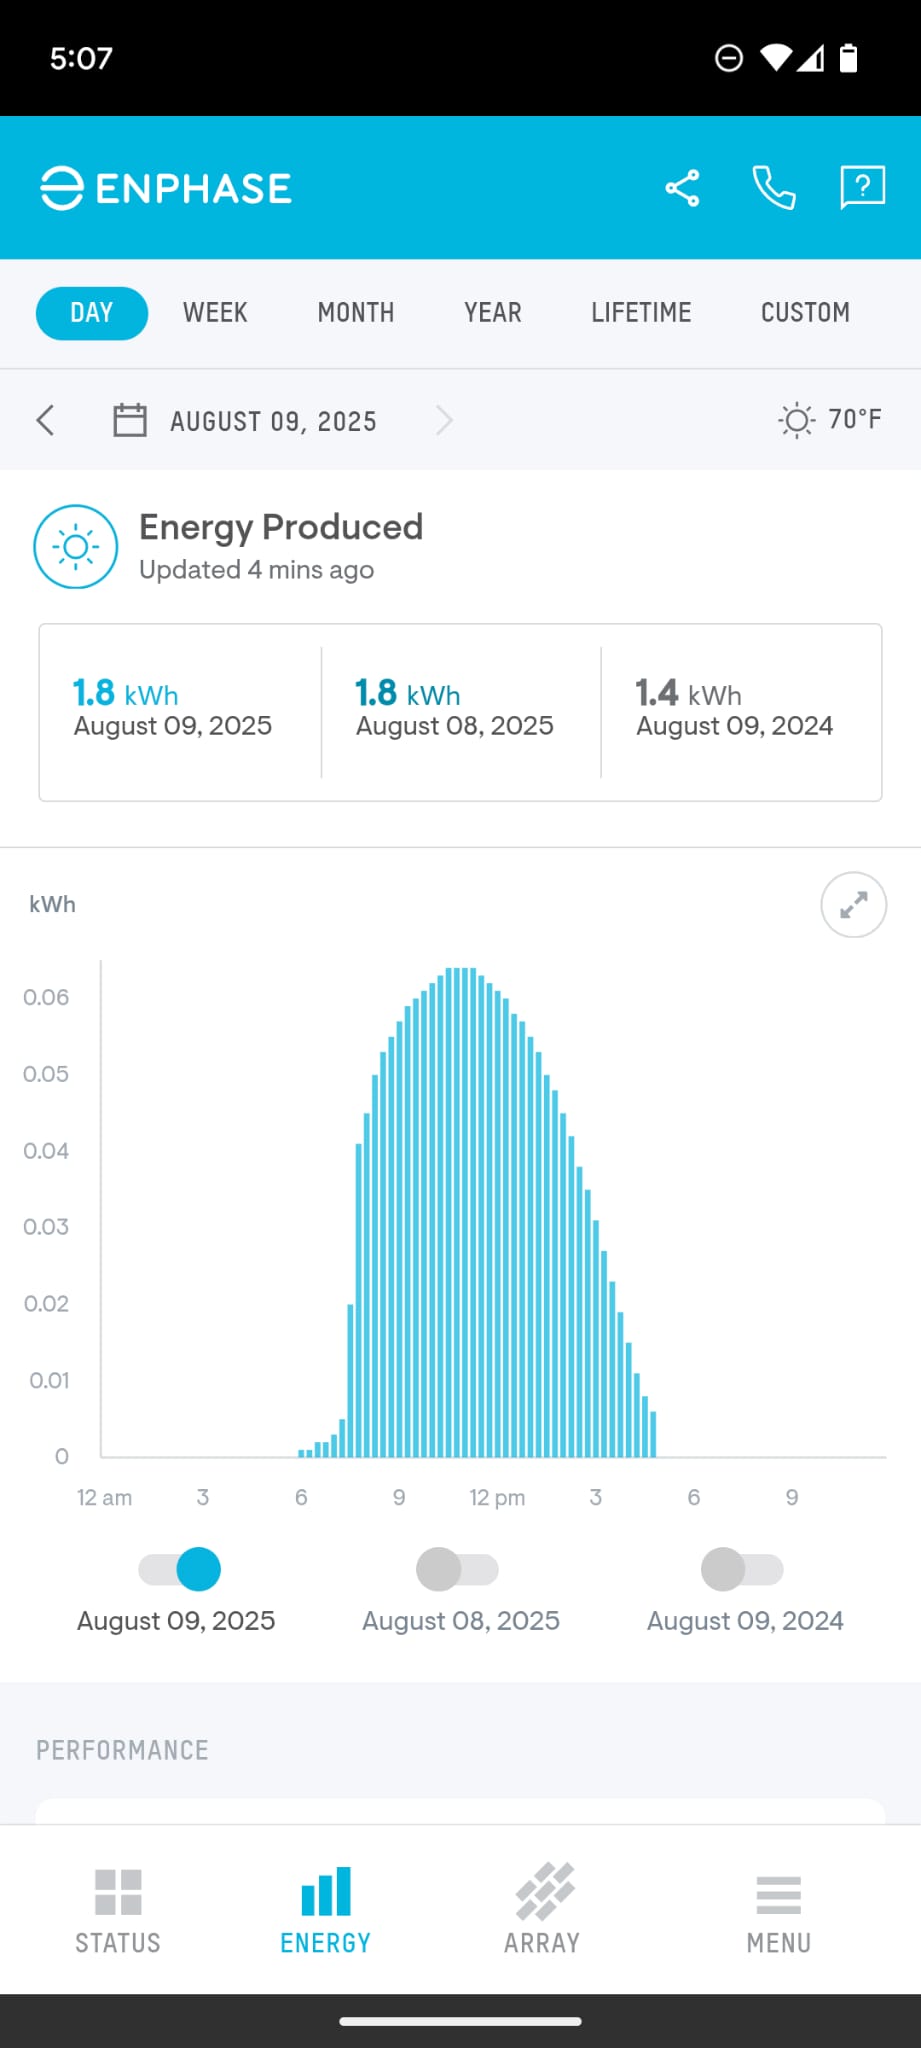 5:07
ENPHASE
?
DAY WEEK MONTH YEAR LIFETIME CUSTOM
AUGUST 09, 2025 70°F
Energy Produced
Updated 4 mins ago
1.8 kWh 1.8 kWh 1.4 kWh
August 09, 2025 August 08, 2025 August 09, 2024
kWh
0.06
0.05
0.04
0.03
0.02
0.01
0
12 am 3 6 9 12 pm 3 6 9
August 09, 2025 August 08, 2025 August 09, 2024
PERFORMANCE
STATUS ENERGY ARRAY MENU